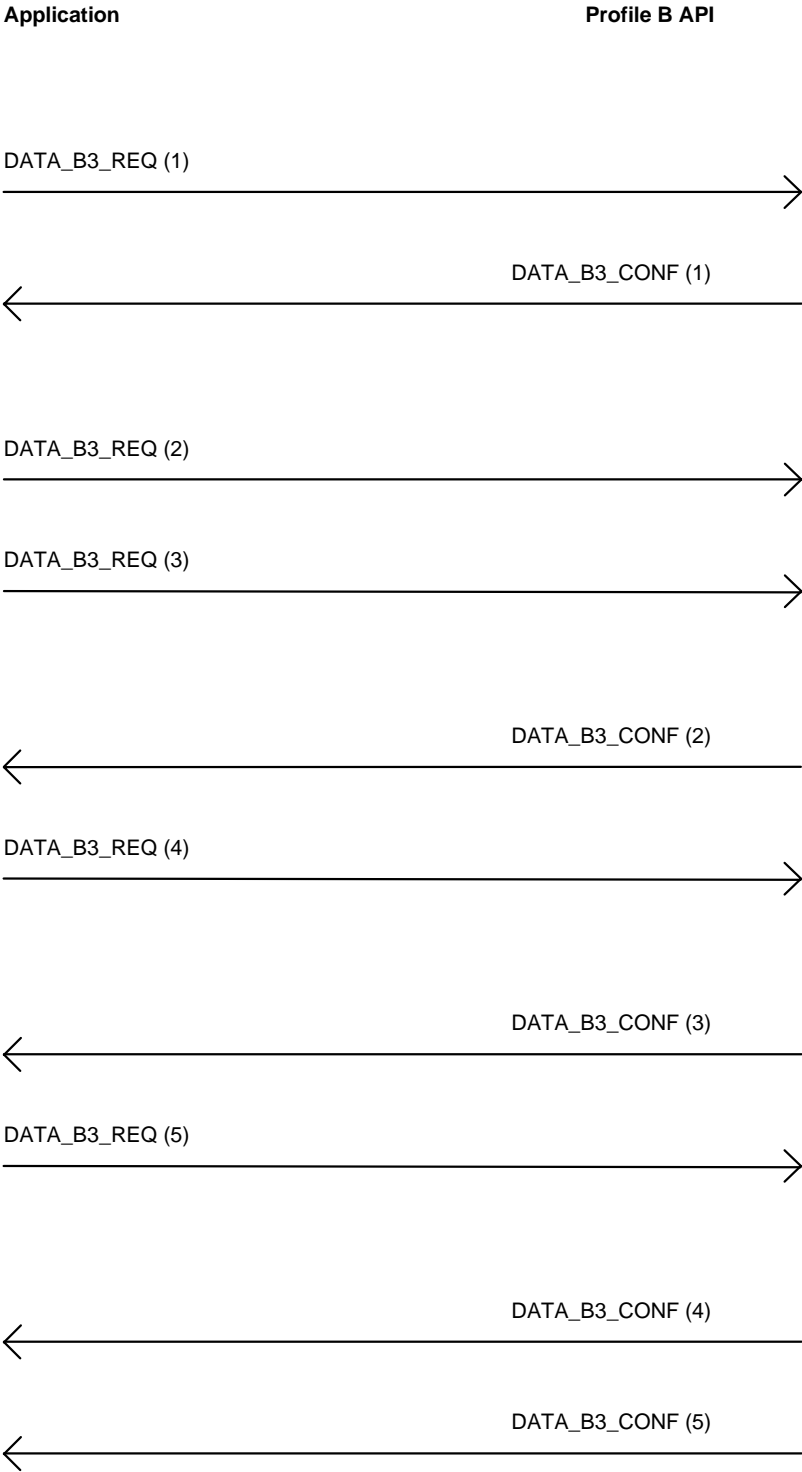 Application Profile B API
DATA_B3_REQ (1)
DATA_B3_CONF (1)
DATA_B3_REQ (2)
DATA_B3_REQ (3)
DATA_B3_CONF (2)
DATA_B3_REQ (4)
DATA_B3_CONF (3)
DATA_B3_REQ (5)
DATA_B3_CONF (4)
DATA_B3_CONF (5)